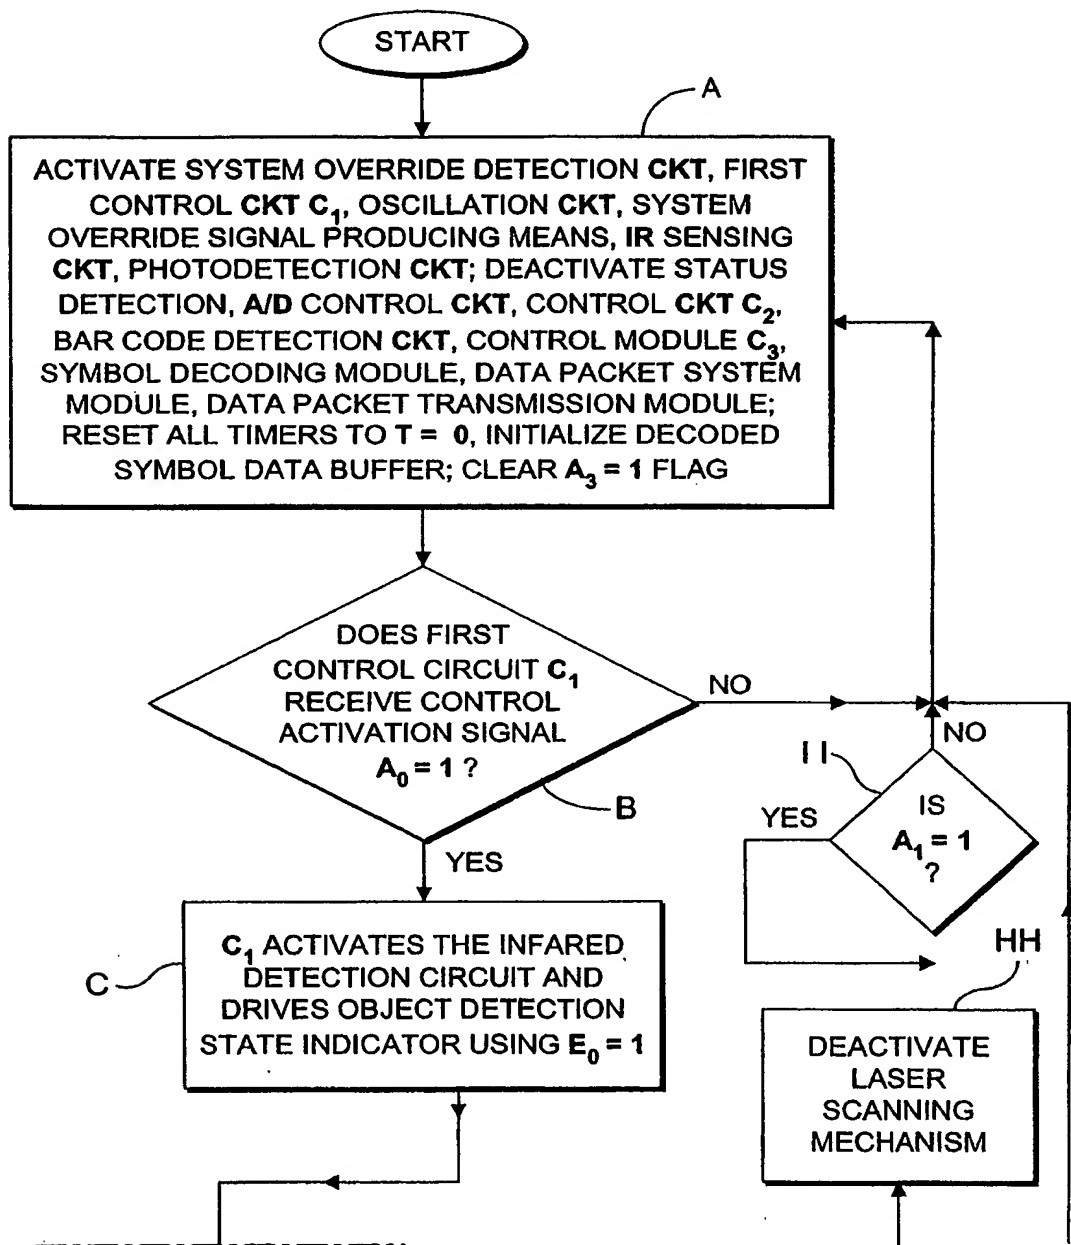 START
A
ACTIVATE SYSTEM OVERRIDE DETECTION CKT, FIRST
CONTROL CKT C₁, OSCILLATION CKT, SYSTEM
OVERRIDE SIGNAL PRODUCING MEANS, IR SENSING
CKT, PHOTODETECTION CKT; DEACTIVATE STATUS
DETECTION, A/D CONTROL CKT, CONTROL CKT C₂,
BAR CODE DETECTION CKT, CONTROL MODULE C₃,
SYMBOL DECODING MODULE, DATA PACKET SYSTEM
MODULE, DATA PACKET TRANSMISSION MODULE;
RESET ALL TIMERS TO T = 0, INITIALIZE DECODED
SYMBOL DATA BUFFER; CLEAR A₃ = 1 FLAG
DOES FIRST
CONTROL CIRCUIT C₁
RECEIVE CONTROL
ACTIVATION SIGNAL
A₀ = 1 ?
NO
B
YES
NO
II
YES
IS
A₁ = 1
?
C₁ ACTIVATES THE INFARED
DETECTION CIRCUIT AND
DRIVES OBJECT DETECTION
STATE INDICATOR USING E₀ = 1
C
HH
DEACTIVATE
LASER
SCANNING
MECHANISM